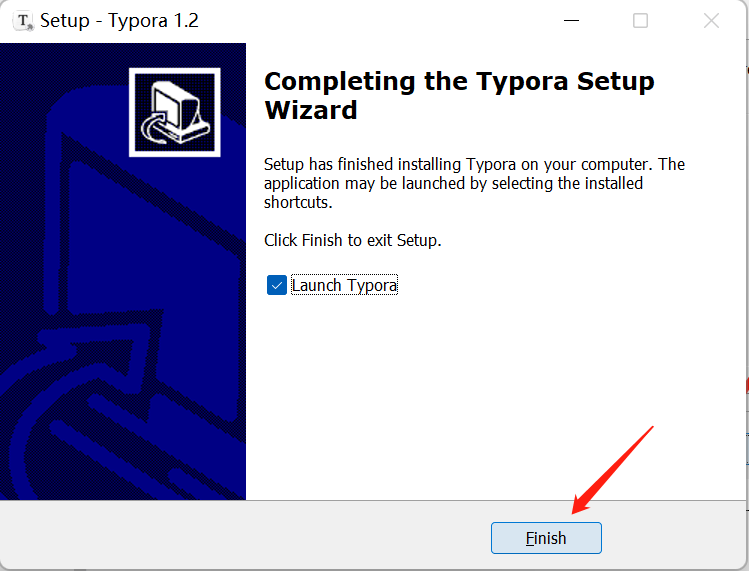 Setup - Typora 1.2
Completing the Typora Setup
Wizard
Setup has finished installing Typora on your computer. The
application may be launched by selecting the installed
shortcuts.
Click Finish to exit Setup.
Launch Typora
Finish